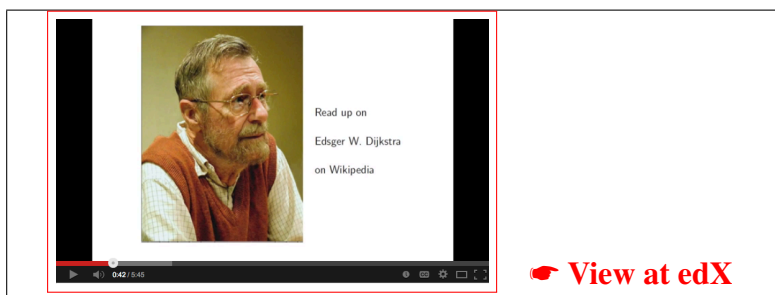 Read up on
Edsger W. Dijkstra
on Wikipedia
0:42 / 5:45
☛ View at edX